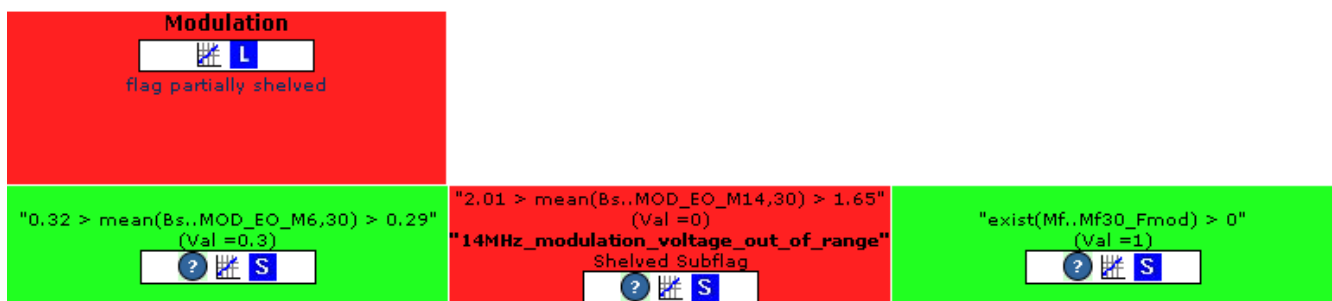 Modulation
L
flag partially shelved
"0.32 > mean(Bs..MOD_EO_M6,30) > 0.29"
(Val =0.3)
? S
"2.01 > mean(Bs..MOD_EO_M14,30) > 1.65"
(Val =0)
"14MHz_modulation_voltage_out_of_range"
Shelved Subflag
? S
"exist(Mf..Mf30_Fmod) > 0"
(Val =1)
? S